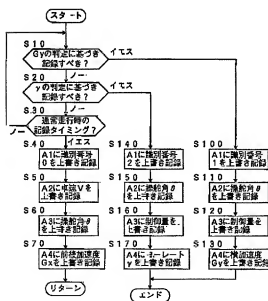 スタート
S10
Gyの判定に基づき
記録すべき?
イエス
ノー
S20
γの判定に基づき
記録すべき?
イエス
ノー
S30
通常走行時の
記録タイミング?
ノー
イエス
S40
A1に識別番号
0を上書き記録
S50
A2に車速Vを
上書き記録
S60
A3に操舵角θ
を上書き記録
S70
A4に前後加速度
Gxを上書き記録
リターン
S140
A1に識別番号
2を上書き記録
S150
A2に操舵角θ
を上書き記録
S160
A3に制御量を
上書き記録
S170
A4にヨーレート
γを上書き記録
S100
A1に識別番号
1を上書き記録
S110
A2に操舵角θ
を上書き記録
S120
A3に制御量を
上書き記録
S130
A4に横加速度
Gyを上書き記録
エンド